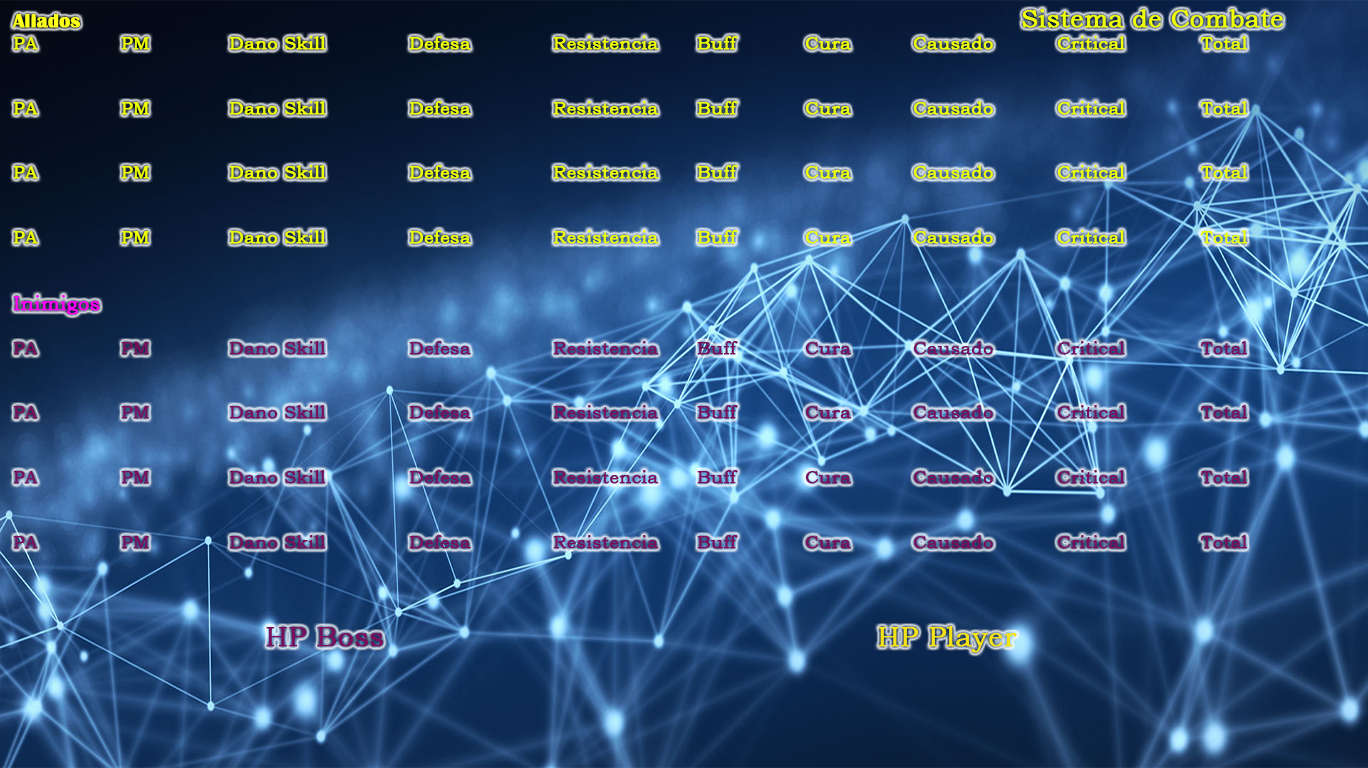 Aliados
Sistema de Combate
PA PM Dano Skill Defesa Resistencia Buff Cura Causado Critical Total
PA PM Dano Skill Defesa Resistencia Buff Cura Causado Critical Total
PA PM Dano Skill Defesa Resistencia Buff Cura Causado Critical Total
PA PM Dano Skill Defesa Resistencia Buff Cura Causado Critical Total
Inimigos
PA PM Dano Skill Defesa Resistencia Buff Cura Causado Critical Total
PA PM Dano Skill Defesa Resistencia Buff Cura Causado Critical Total
PA PM Dano Skill Defesa Resistencia Buff Cura Causado Critical Total
PA PM Dano Skill Defesa Resistencia Buff Cura Causado Critical Total
HP Boss HP Player